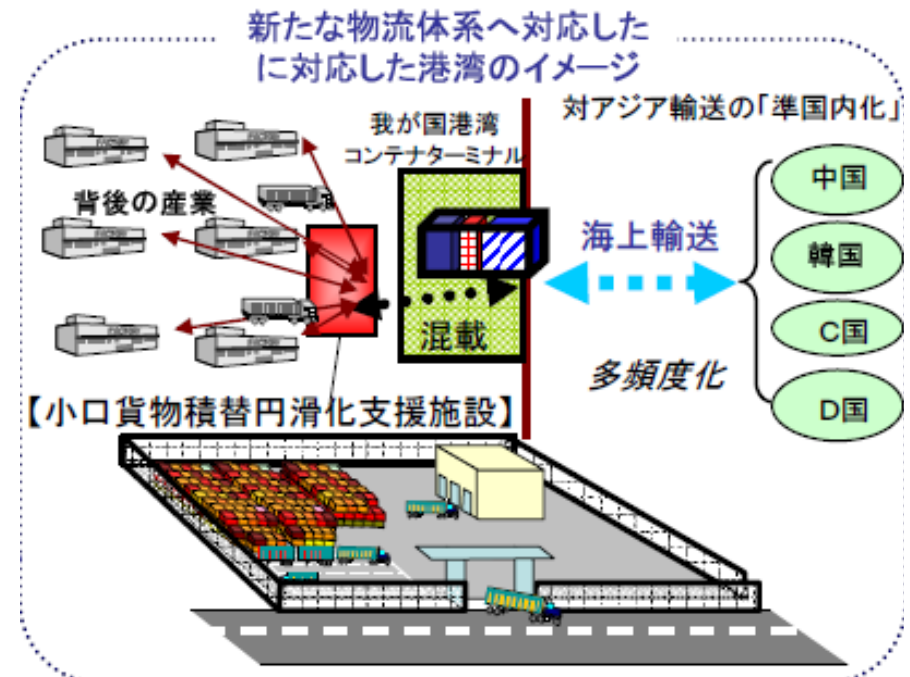 新たな物流体系へ対応した
に対応した港湾のイメージ
対アジア輸送の「準国内化」
我が国港湾
コンテナターミナル
背後の産業
海上輸送
混載
多頻度化
中国
韓国
C国
D国
【小口貨物積替円滑化支援施設】